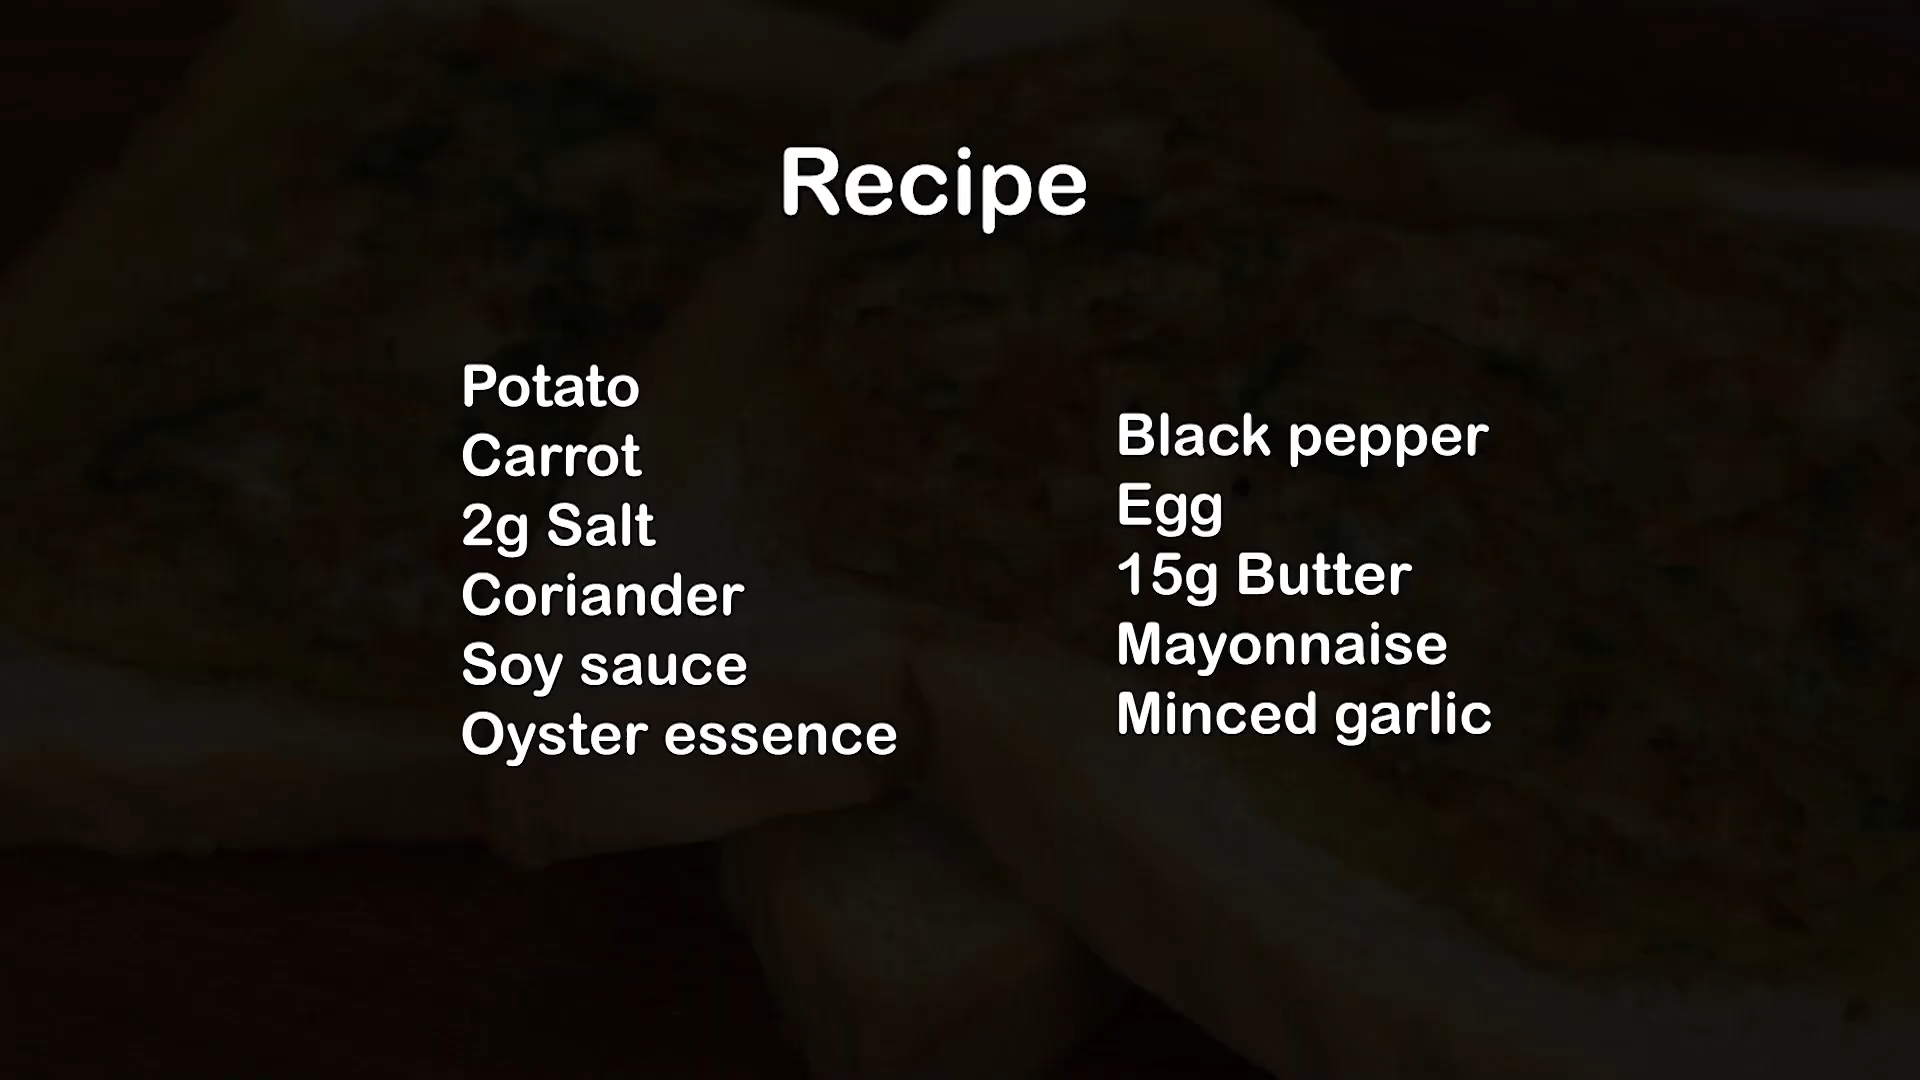 Recipe
Potato
Carrot
2g Salt
Coriander
Soy sauce
Oyster essence
Black pepper
Egg
15g Butter
Mayonnaise
Minced garlic